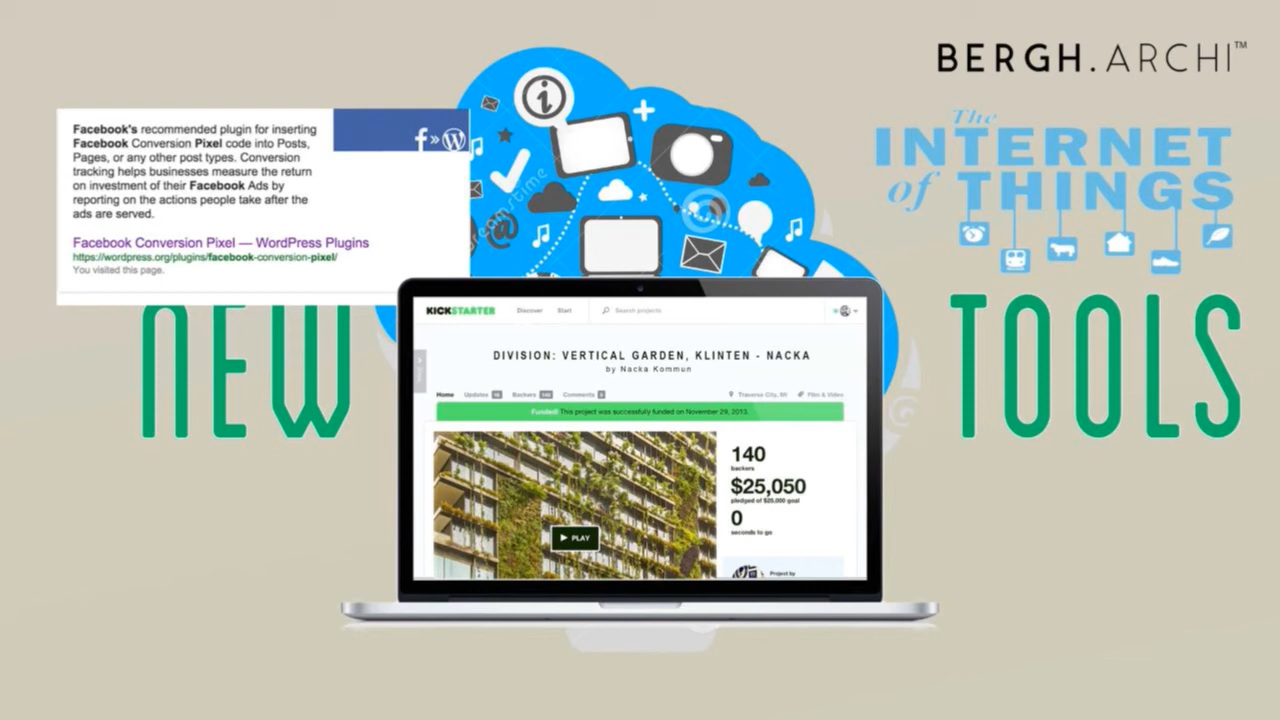 BERGH.ARCHI™
The
INTERNET
of THINGS
Facebook's recommended plugin for inserting
Facebook Conversion Pixel code into Posts,
Pages, or any other post types. Conversion
tracking helps businesses measure the return
on investment of their Facebook Ads by
reporting on the actions people take after the
ads are served.
Facebook Conversion Pixel — WordPress Plugins
https://wordpress.org/plugins/facebook-conversion-pixel/
You visited this page.
f » W
dreamstime
NEW TOOLS
KICKSTARTER Discover Start Search projects
DIVISION: VERTICAL GARDEN, KLINTEN - NACKA
by Nacka Kommun
Home Updates 16 Backers 140 Comments Traverse City, MI Film & Video
Funded! This project was successfully funded on November 29, 2013.
140
backers
$25,050
pledged of $25,000 goal
0
seconds to go
PLAY
Project by